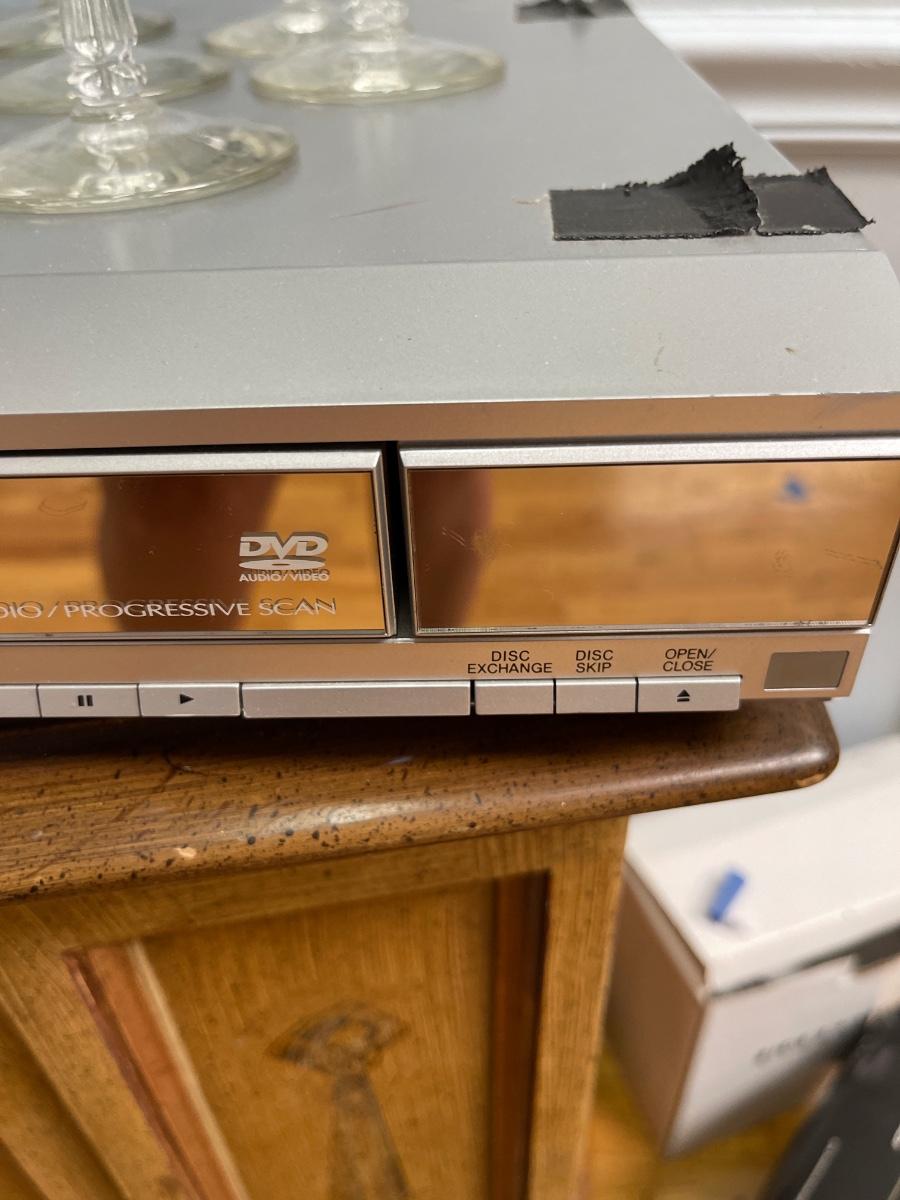 DVD
AUDIO/VIDEO
DIO / PROGRESSIVE SCAN
DISC
EXCHANGE
DISC
SKIP
OPEN/
CLOSE